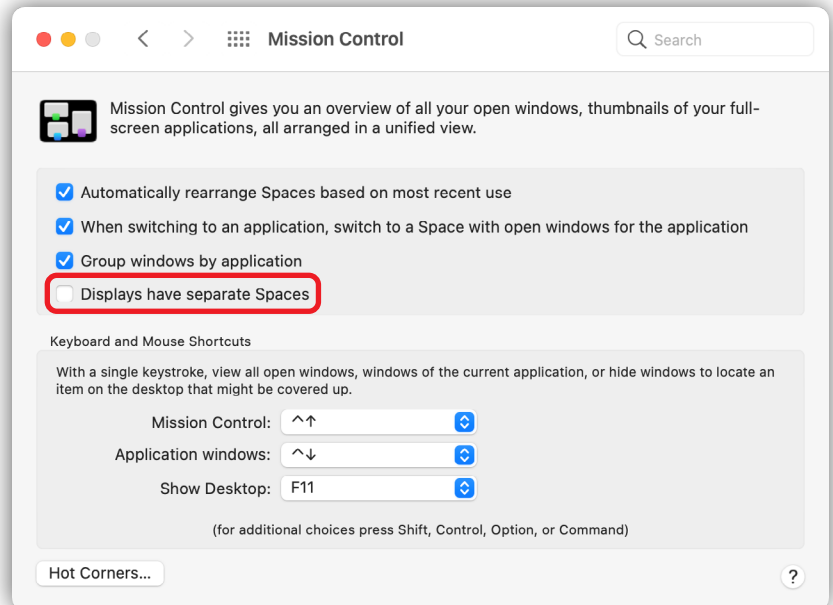 Mission Control
Search
Mission Control gives you an overview of all your open windows, thumbnails of your full-
screen applications, all arranged in a unified view.
Automatically rearrange Spaces based on most recent use
When switching to an application, switch to a Space with open windows for the application
Group windows by application
Displays have separate Spaces
Keyboard and Mouse Shortcuts
With a single keystroke, view all open windows, windows of the current application, or hide windows to locate an
item on the desktop that might be covered up.
Mission Control: ^↑
Application windows: ^↓
Show Desktop: F11
(for additional choices press Shift, Control, Option, or Command)
Hot Corners... ?